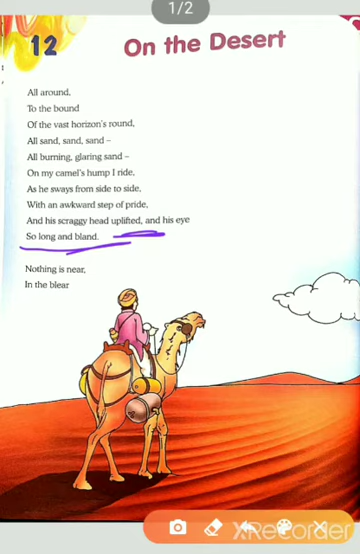 1/2
12
On the Desert
All around,
To the bound
Of the vast horizon's round,
All sand, sand, sand –
All burning, glaring sand –
On my camel's hump I ride,
As he sways from side to side,
With an awkward step of pride,
And his scraggy head uplifted, and his eye
So long and bland.
Nothing is near,
In the blear
XRecorder